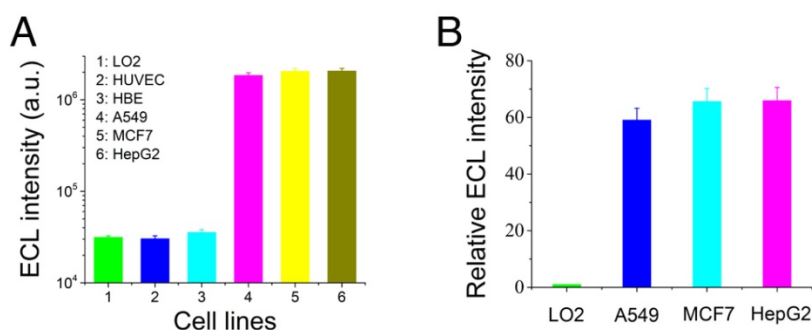 A
ECL intensity (a.u.)
10^6
10^5
10^4
1: LO2
2: HUVEC
3: HBE
4: A549
5: MCF7
6: HepG2
1 2 3 4 5 6
Cell lines
B
Relative ECL intensity
80
60
40
20
0
LO2 A549 MCF7 HepG2